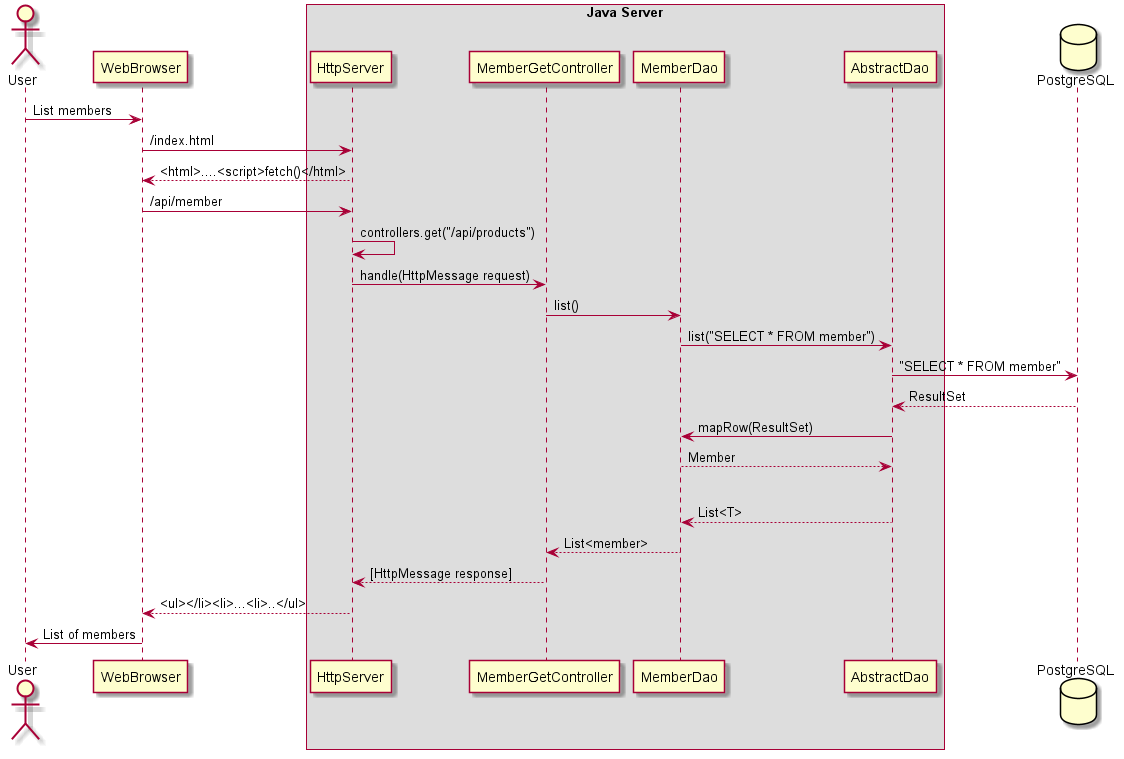 Java Server
User
WebBrowser
HttpServer
MemberGetController
MemberDao
AbstractDao
PostgreSQL
List members
/index.html
<html>....<script>fetch()</html>
/api/member
controllers.get("/api/products")
handle(HttpMessage request)
list()
list("SELECT * FROM member")
"SELECT * FROM member"
ResultSet
mapRow(ResultSet)
Member
List<T>
List<member>
[HttpMessage response]
<ul></li><li>...<li>..</ul>
List of members
User
WebBrowser
HttpServer
MemberGetController
MemberDao
AbstractDao
PostgreSQL